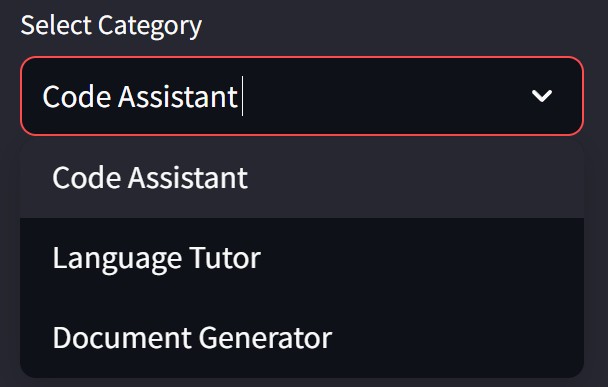 Select Category
Code Assistant
Code Assistant
Language Tutor
Document Generator